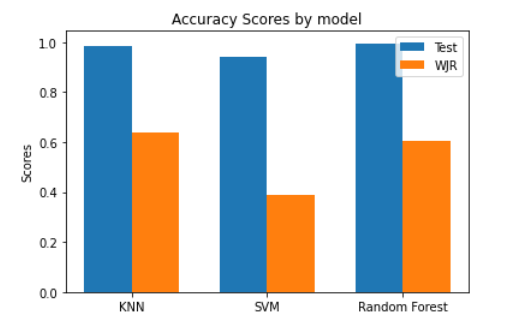 Accuracy Scores by model
Test
WJR
Scores
1.0
0.8
0.6
0.4
0.2
0.0
KNN SVM Random Forest